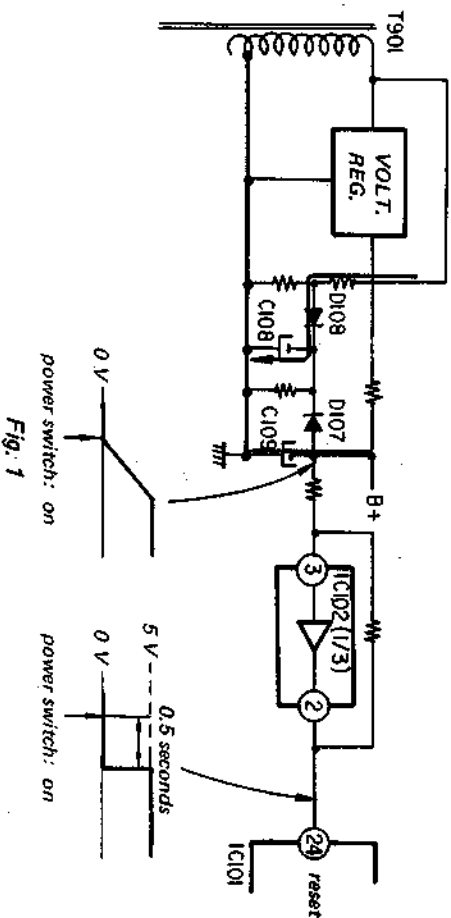 T901
VOLT.
REG.
D108
C108
D107
C109
B+
3
IC102 (1/3)
2
24
reset
IC101
0 V
power switch: on
5 V
0.5 seconds
0 V
power switch: on
Fig. 1